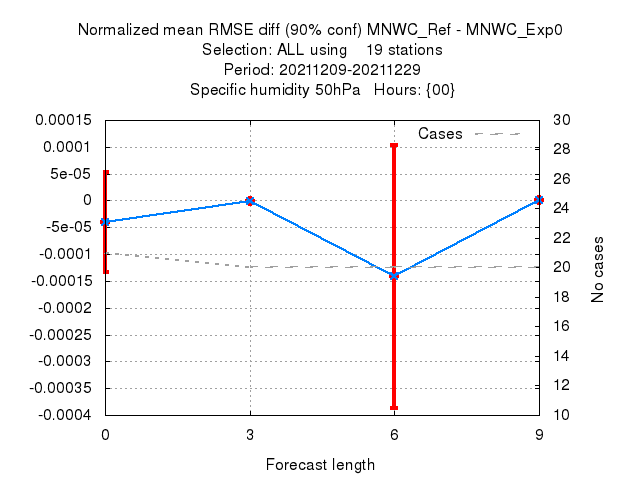 Normalized mean RMSE diff (90% conf) MNWC_Ref - MNWC_Exp0
Selection: ALL using    19 stations
Period: 20211209-20211229
Specific humidity 50hPa   Hours: {00}
Cases
0.00015
0.0001
5e-05
0
-5e-05
-0.0001
-0.00015
-0.0002
-0.00025
-0.0003
-0.00035
-0.0004
30
28
26
24
22
20
18
16
14
12
10
No cases
0 3 6 9
Forecast length